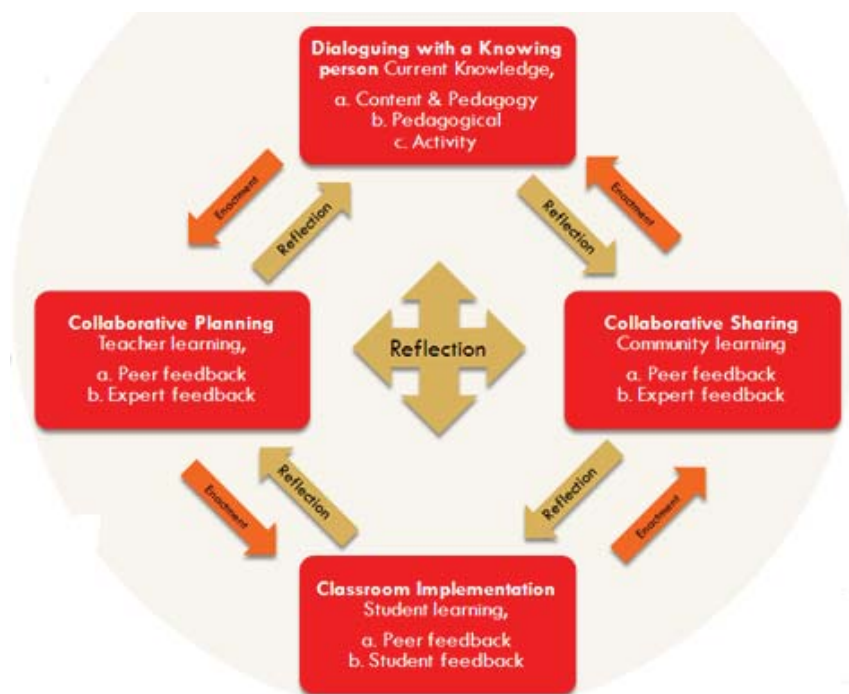 Dialoguing with a Knowing
person Current Knowledge,
a. Content & Pedagogy
b. Pedagogical
c. Activity
Enactment
Reflection
Reflection
Enactment
Collaborative Planning
Teacher learning,
a. Peer feedback
b. Expert feedback
Reflection
Collaborative Sharing
Community learning
a. Peer feedback
b. Expert feedback
Enactment
Reflection
Reflection
Enactment
Classroom Implementation
Student learning,
a. Peer feedback
b. Student feedback